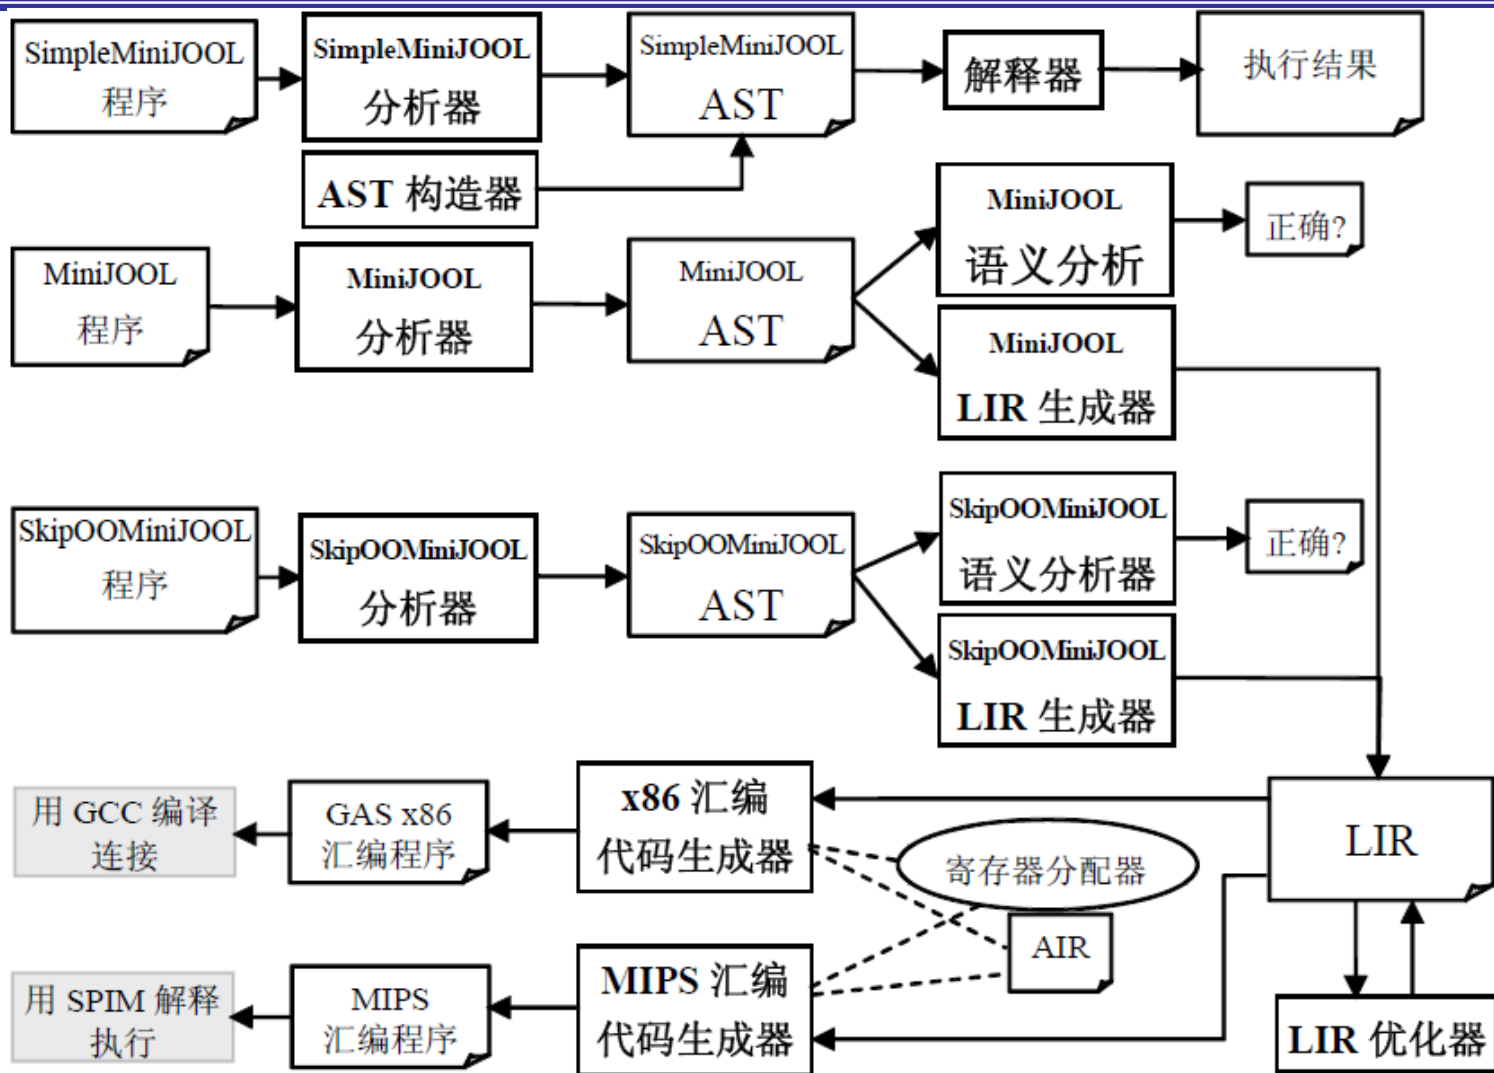 SimpleMiniJOOL
程序
SimpleMiniJOOL
分析器
SimpleMiniJOOL
AST
解释器
执行结果
AST 构造器
MiniJOOL
程序
MiniJOOL
分析器
MiniJOOL
AST
MiniJOOL
语义分析
正确?
MiniJOOL
LIR 生成器
SkipOOMiniJOOL
程序
SkipOOMiniJOOL
分析器
SkipOOMiniJOOL
AST
SkipOOMiniJOOL
语义分析器
正确?
SkipOOMiniJOOL
LIR 生成器
用 GCC 编译
连接
GAS x86
汇编程序
x86 汇编
代码生成器
寄存器分配器
LIR
AIR
用 SPIM 解释
执行
MIPS
汇编程序
MIPS 汇编
代码生成器
LIR 优化器